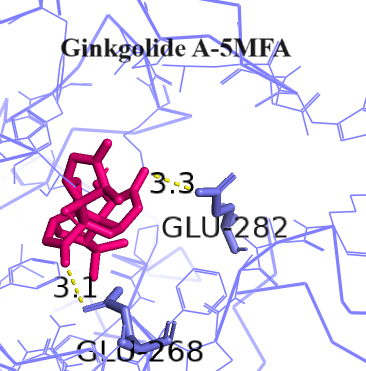 Ginkgolide A-5MFA
3.3
GLU-282
3.1
GLU-268